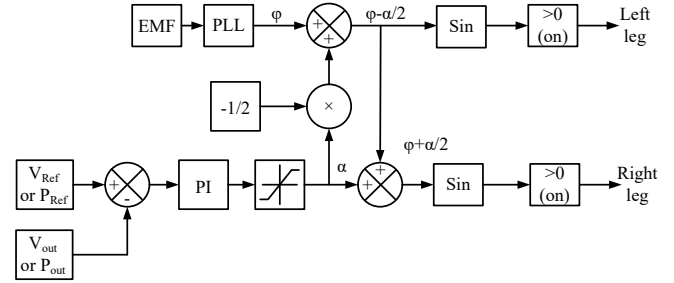 EMF
PLL
φ
+
+
φ-α/2
Sin
>0
(on)
Left
leg
-1/2
×
V_Ref
or P_Ref
+
-
PI
α
+
+
φ+α/2
Sin
>0
(on)
Right
leg
V_out
or P_out